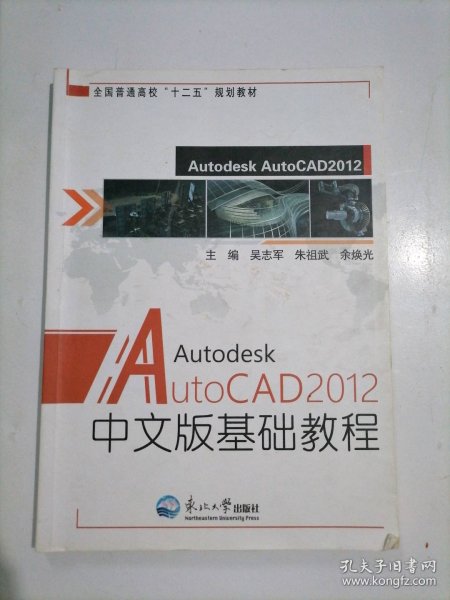 全国普通高校“十二五”规划教材
Autodesk AutoCAD2012
主 编 吴志军 朱祖武 余焕光
Autodesk
AutoCAD2012
中文版基础教程
东北大学出版社
Northeastern University Press
孔夫子旧书网
www.kongfz.com